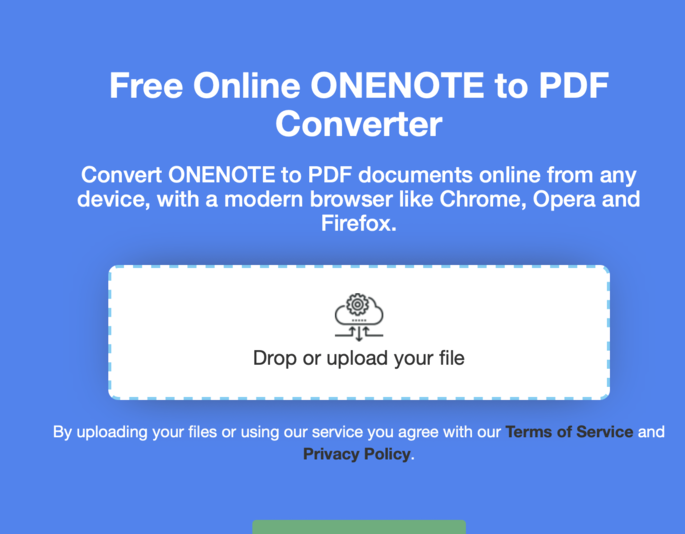 Free Online ONENOTE to PDF
Converter
Convert ONENOTE to PDF documents online from any
device, with a modern browser like Chrome, Opera and
Firefox.
Drop or upload your file
By uploading your files or using our service you agree with our Terms of Service and
Privacy Policy.